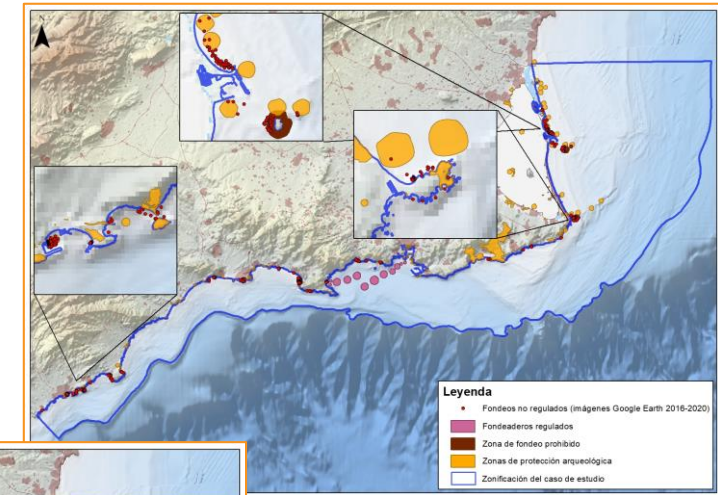 Leyenda
Fondeos no regulados (imágenes Google Earth 2016-2020)
Fondeaderos regulados
Zona de fondeo prohibido
Zonas de protección arqueológica
Zonificación del caso de estudio